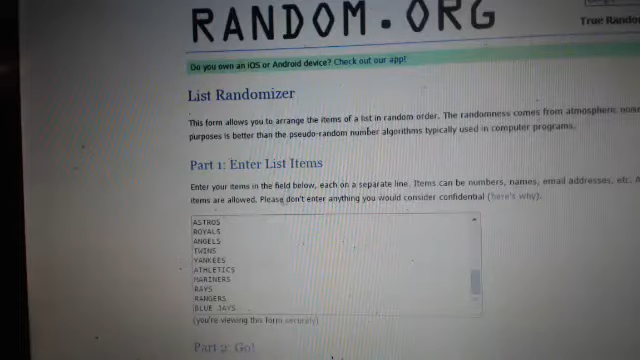 RANDOM.ORG
True Rando
Do you own an iOS or Android device? Check out our app!
List Randomizer
This form allows you to arrange the items of a list in random order. The randomness comes from atmospheric noise
purposes is better than the pseudo-random number algorithms typically used in computer programs.
Part 1: Enter List Items
Enter your items in the field below, each on a separate line. Items can be numbers, names, email addresses, etc. A
items are allowed. Please don't enter anything you would consider confidential (here's why).
ASTROS
ROYALS
ANGELS
TWINS
YANKEES
ATHLETICS
MARINERS
RAYS
RANGERS
BLUE JAYS
(you're viewing this form securely)
Part 2: Go!